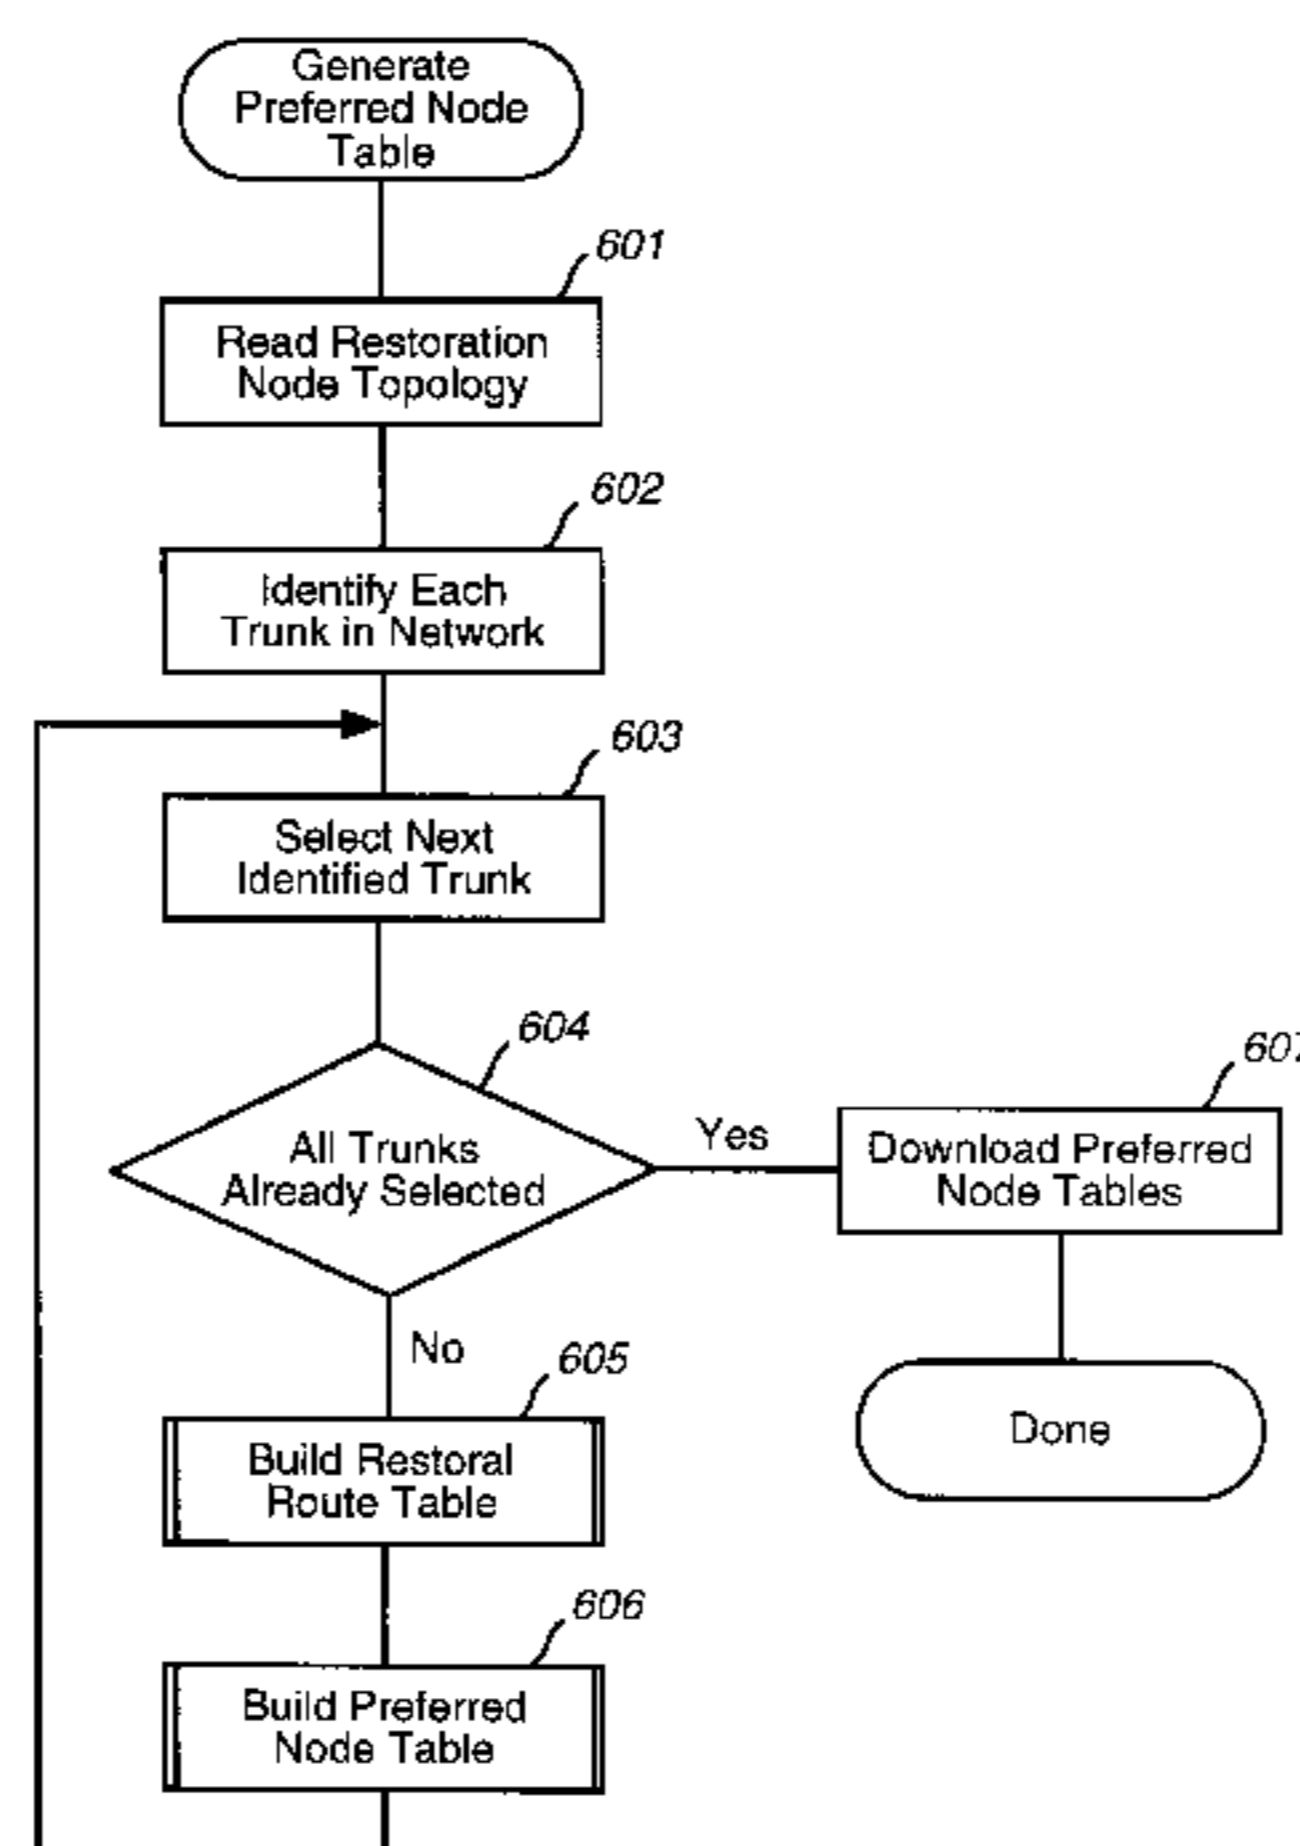 Generate
Preferred Node
Table
601
Read Restoration
Node Topology
602
Identify Each
Trunk in Network
603
Select Next
Identified Trunk
604
All Trunks
Already Selected
Yes
607
Download Preferred
Node Tables
No
Done
605
Build Restoral
Route Table
606
Build Preferred
Node Table